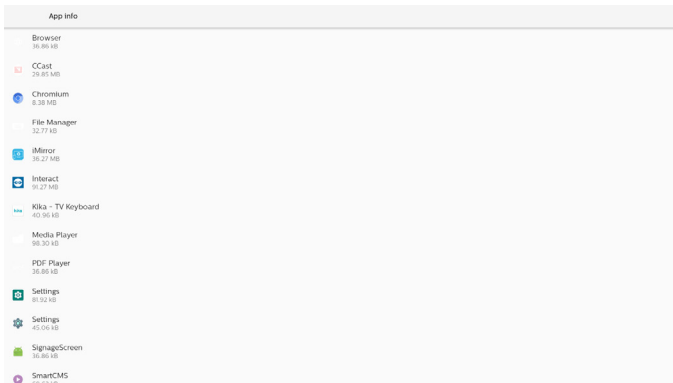 App info
Browser
36.86 kB
CCast
29.85 MB
Chromium
8.38 MB
File Manager
32.77 kB
iMirror
36.27 MB
Interact
91.27 MB
Kika - TV Keyboard
40.96 kB
Media Player
98.30 kB
PDF Player
36.86 kB
Settings
81.92 kB
Settings
45.06 kB
SignageScreen
36.86 kB
SmartCMS